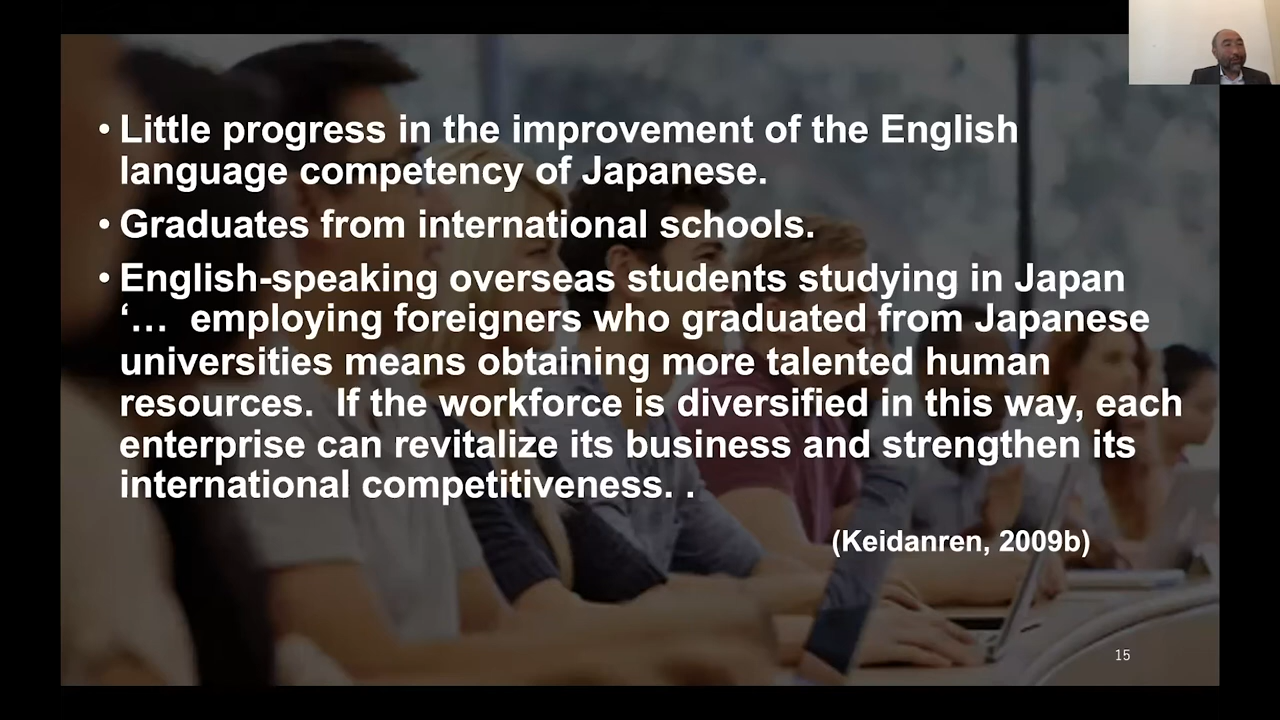 • Little progress in the improvement of the English
language competency of Japanese.
• Graduates from international schools.
• English-speaking overseas students studying in Japan
‘… employing foreigners who graduated from Japanese
universities means obtaining more talented human
resources.  If the workforce is diversified in this way, each
enterprise can revitalize its business and strengthen its
international competitiveness. .
(Keidanren, 2009b)
15